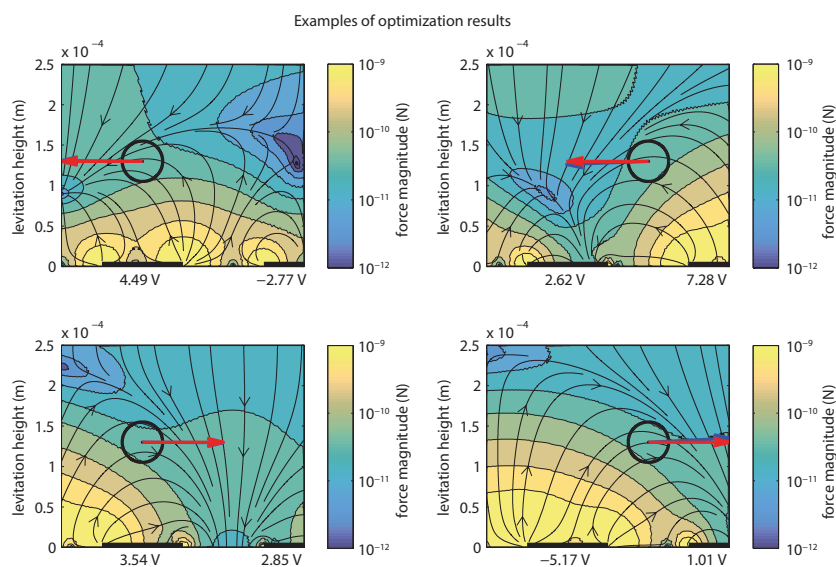 Examples of optimization results
x 10⁻⁴
2.5
2
1.5
1
0.5
0
levitation height (m)
4.49 V
−2.77 V
10⁻⁹
10⁻¹⁰
10⁻¹¹
10⁻¹²
force magnitude (N)
x 10⁻⁴
2.5
2
1.5
1
0.5
0
levitation height (m)
2.62 V
7.28 V
10⁻⁹
10⁻¹⁰
10⁻¹¹
10⁻¹²
force magnitude (N)
x 10⁻⁴
2.5
2
1.5
1
0.5
0
levitation height (m)
3.54 V
2.85 V
10⁻⁹
10⁻¹⁰
10⁻¹¹
10⁻¹²
force magnitude (N)
x 10⁻⁴
2.5
2
1.5
1
0.5
0
levitation height (m)
−5.17 V
1.01 V
10⁻⁹
10⁻¹⁰
10⁻¹¹
10⁻¹²
force magnitude (N)